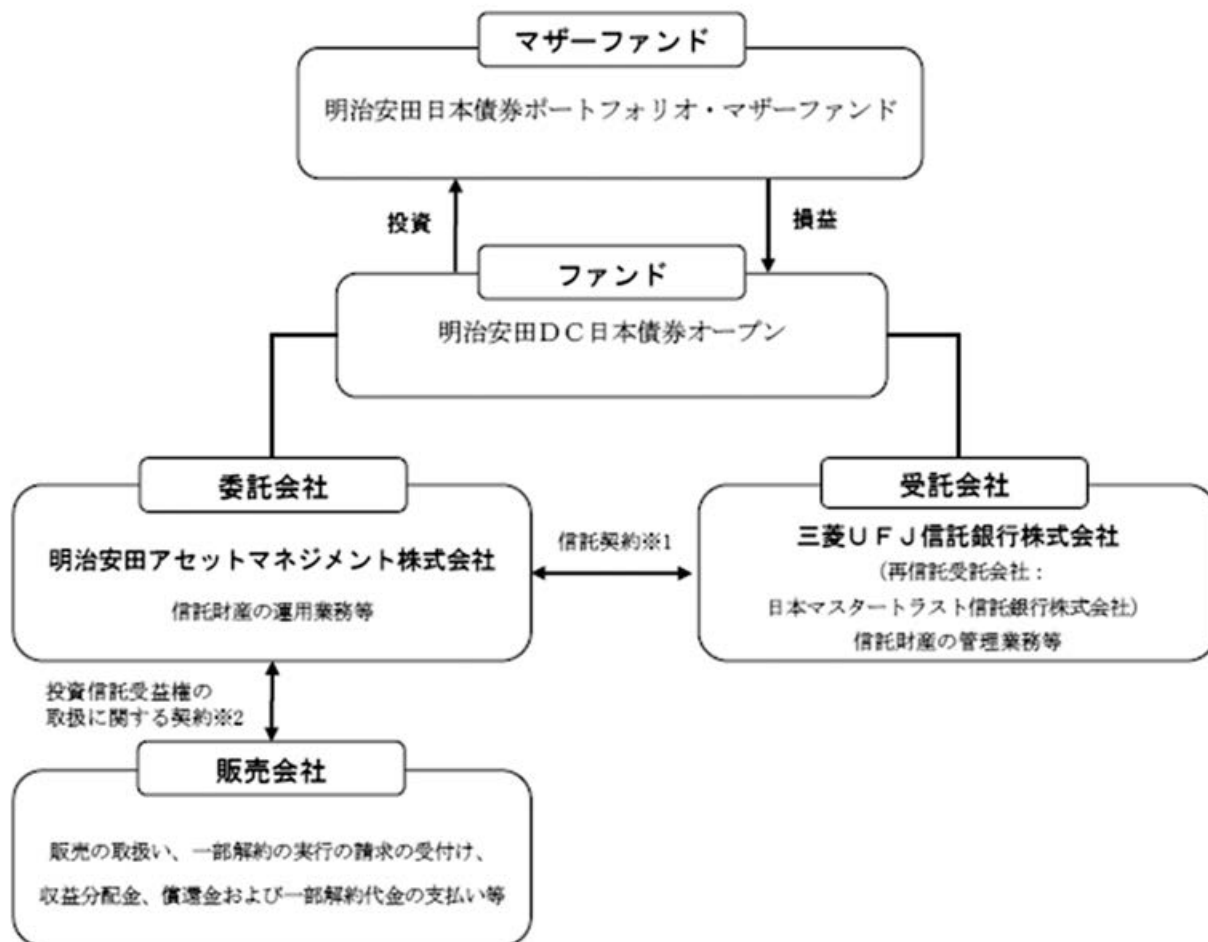 マザーファンド
明治安田日本債券ポートフォリオ・マザーファンド
投資
損益
ファンド
明治安田ＤＣ日本債券オープン
委託会社
明治安田アセットマネジメント株式会社
信託財産の運用業務等
信託契約※1
受託会社
三菱ＵＦＪ信託銀行株式会社
（再信託受託会社：
日本マスタートラスト信託銀行株式会社）
信託財産の管理業務等
投資信託受益権の
取扱に関する契約※2
販売会社
販売の取扱い、一部解約の実行の請求の受付け、
収益分配金、償還金および一部解約代金の支払い等